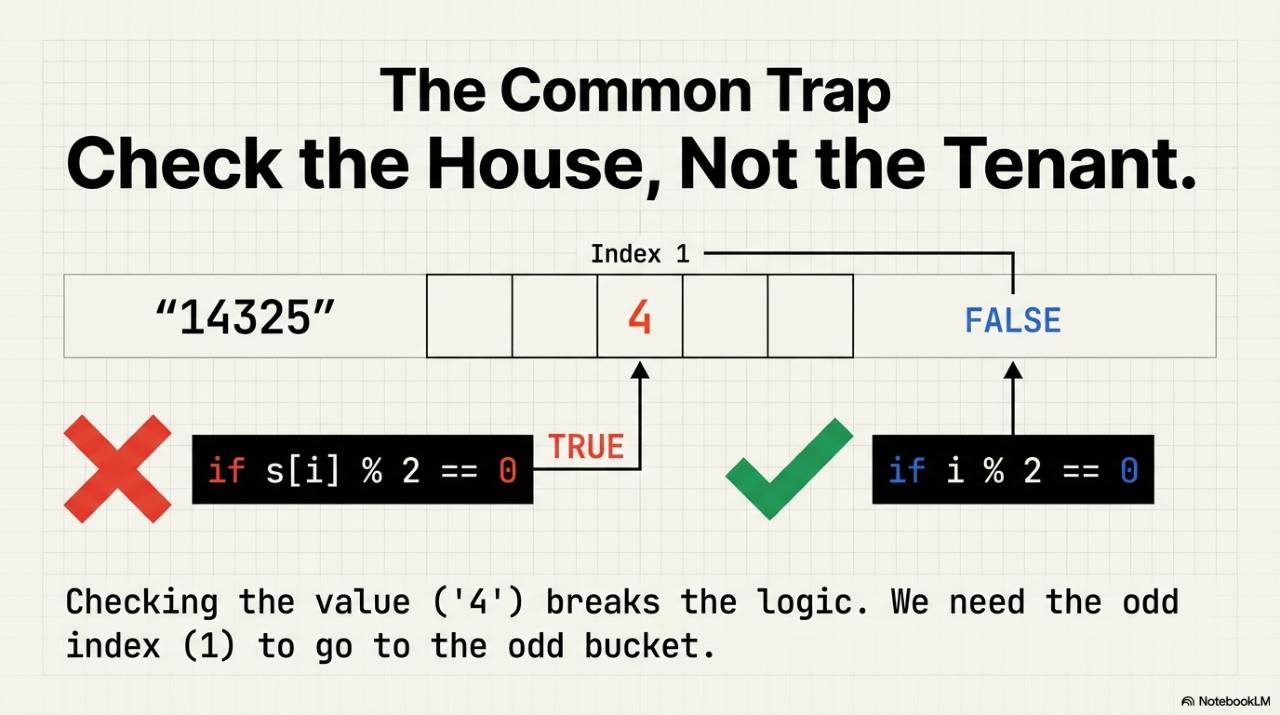 The Common Trap
Check the House, Not the Tenant.
Index 1
“14325”
4
FALSE
if s[i] % 2 == 0
TRUE
if i % 2 == 0
Checking the value ('4') breaks the logic. We need the odd
index (1) to go to the odd bucket.
NotebookLM